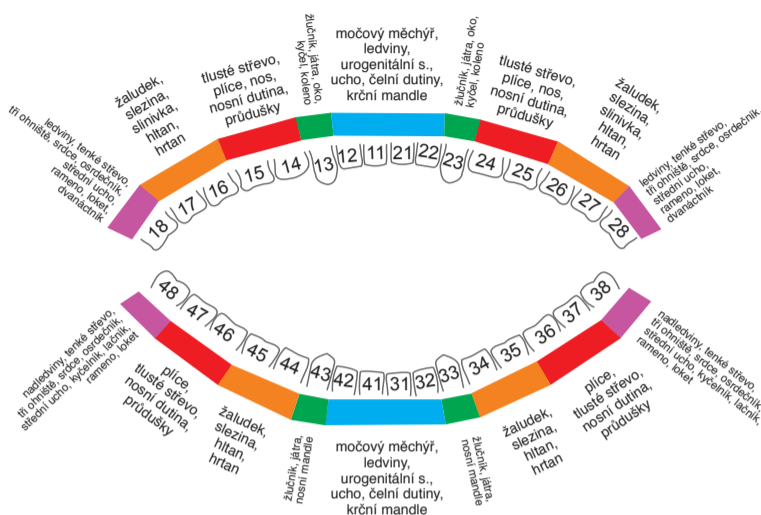 ledviny, tenké střevo,
tři ohniště, srdce, osrdečník,
střední ucho,
rameno, loket,
dvanáctník
žaludek,
slezina,
slinivka,
hltan,
hrtan
tlusté střevo,
plíce, nos,
nosní dutina,
průdušky
žlučník, játra, oko,
kyčel, koleno
močový měchýř,
ledviny,
urogenitální s.,
ucho, čelní dutiny,
krční mandle
žlučník, játra, oko,
kyčel, koleno
tlusté střevo,
plíce, nos,
nosní dutina,
průdušky
žaludek,
slezina,
slinivka,
hltan,
hrtan
ledviny, tenké střevo,
tři ohniště, srdce, osrdečník
střední ucho,
rameno, loket,
dvanáctník
18 17 16 15 14 13 12 11 21 22 23 24 25 26 27 28
48 47 46 45 44 43 42 41 31 32 33 34 35 36 37 38
nadledviny, tenké střevo,
tři ohniště, srdce, osrdečník,
střední ucho, kyčelník, lačník,
rameno, loket
plíce,
tlusté střevo,
nosní dutina,
průdušky
žaludek,
slezina,
hltan,
hrtan
žlučník, játra,
nosní mandle
močový měchýř,
ledviny,
urogenitální s.,
ucho, čelní dutiny,
krční mandle
žlučník, játra,
nosní mandle
žaludek,
slezina,
hltan,
hrtan
plíce,
tlusté střevo,
nosní dutina,
průdušky
nadledviny, tenké střevo,
tři ohniště, srdce, osrdečník,
střední ucho, kyčelník, lačník,
rameno, loket